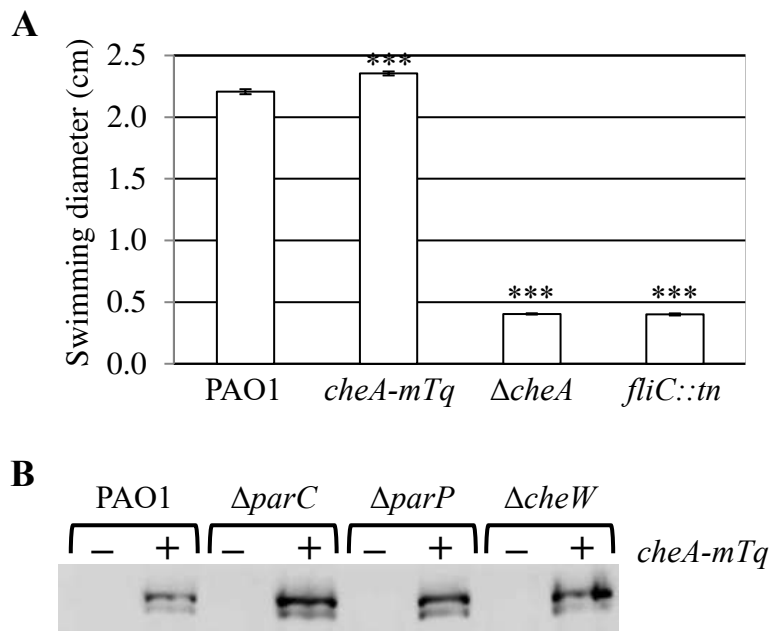 A
Swimming diameter (cm)
2.5
2.0
1.5
1.0
0.5
0.0
***
***
***
PAO1 cheA-mTq ΔcheA fliC::tn
B
PAO1 ΔparC ΔparP ΔcheW
− + − + − + − + cheA-mTq